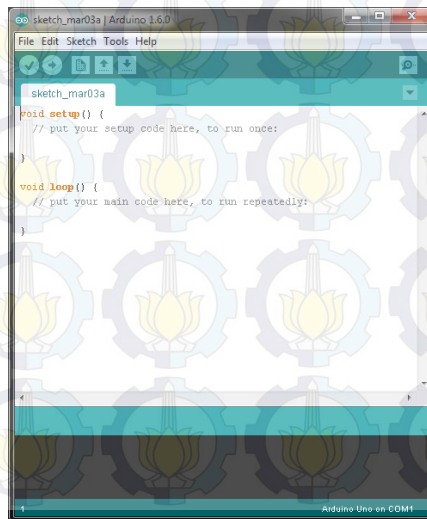 sketch_mar03a | Arduino 1.6.0
File Edit Sketch Tools Help
sketch_mar03a
void setup() {
  // put your setup code here, to run once:
}
void loop() {
  // put your main code here, to run repeatedly:
}
1
Arduino Uno on COM1